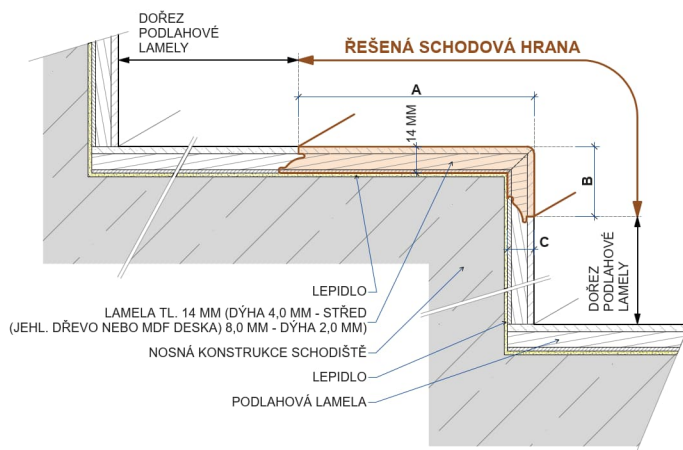 DOŘEZ
PODLAHOVÉ
LAMELY
ŘEŠENÁ SCHODOVÁ HRANA
A
14 MM
B
C
DOŘEZ
PODLAHOVÉ
LAMELY
LEPIDLO
LAMELA TL. 14 MM (DÝHA 4,0 MM - STŘED
(JEHL. DŘEVO NEBO MDF DESKA) 8,0 MM - DÝHA 2,0 MM)
NOSNÁ KONSTRUKCE SCHODIŠTĚ
LEPIDLO
PODLAHOVÁ LAMELA